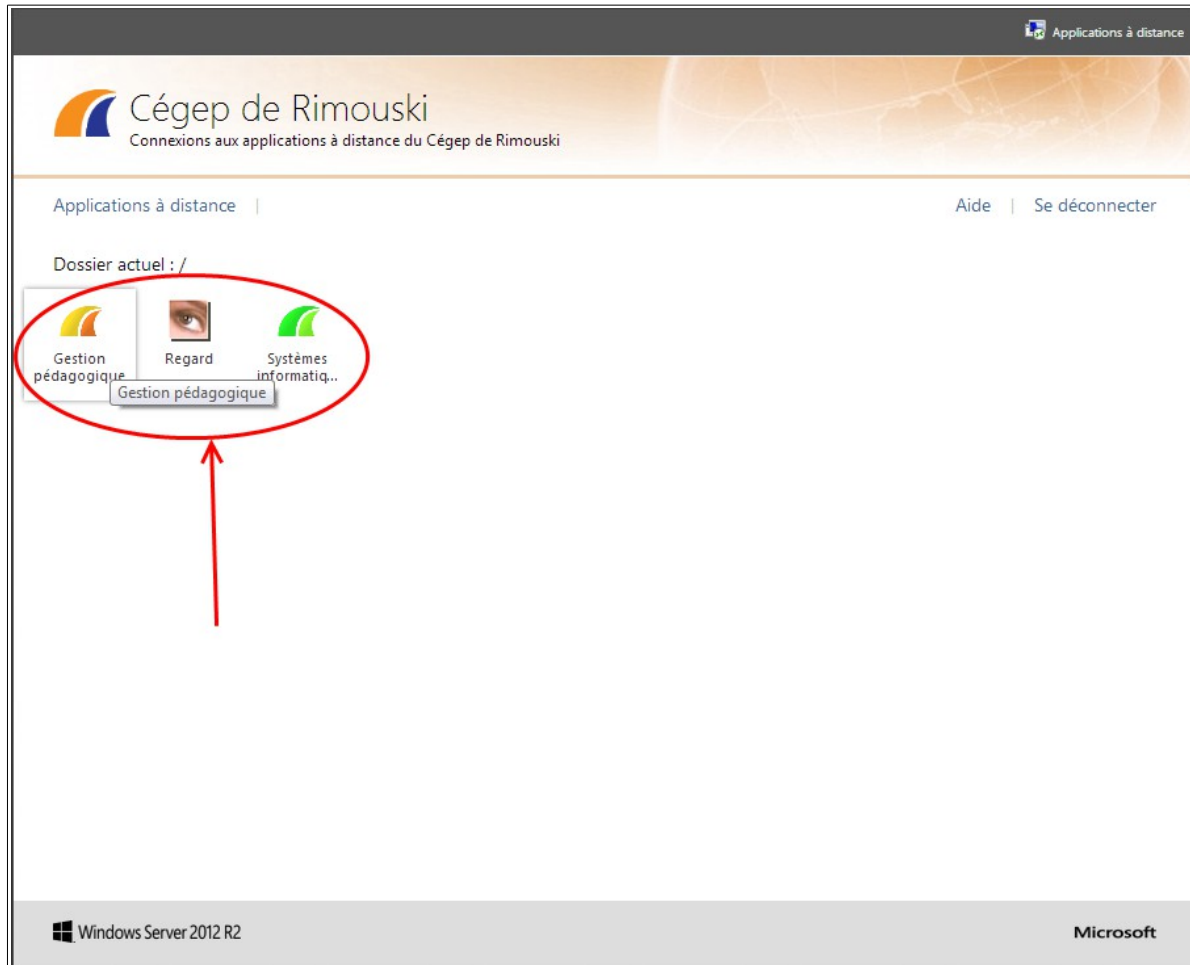 Applications à distance
Cégep de Rimouski
Connexions aux applications à distance du Cégep de Rimouski
Applications à distance |
Aide | Se déconnecter
Dossier actuel : /
Gestion pédagogique
Regard
Systèmes informatiq...
Gestion pédagogique
Windows Server 2012 R2
Microsoft